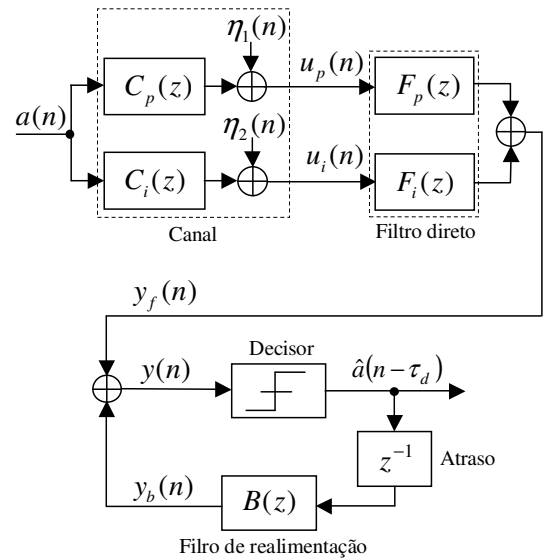 η₁(n)
C_p(z)
u_p(n)
F_p(z)
a(n)
η₂(n)
C_i(z)
u_i(n)
F_i(z)
Canal
Filtro direto
y_f(n)
Decisor
y(n)
â(n-τ_d)
z⁻¹
Atraso
y_b(n)
B(z)
Filro de realimentação